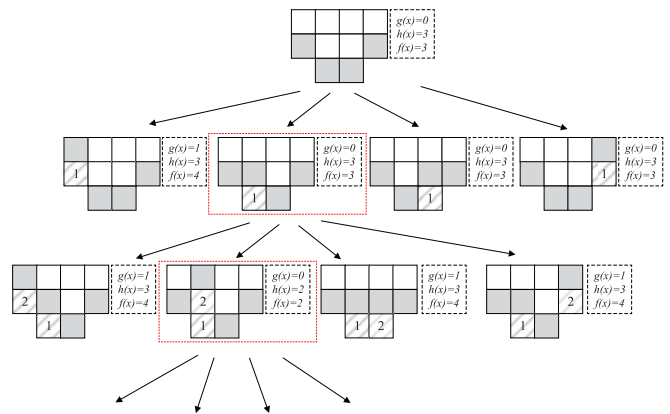 g(x)=0
h(x)=3
f(x)=3
1
g(x)=1
h(x)=3
f(x)=4
1
g(x)=0
h(x)=3
f(x)=3
1
g(x)=0
h(x)=3
f(x)=3
1
g(x)=0
h(x)=3
f(x)=3
2
1
g(x)=1
h(x)=3
f(x)=4
2
1
g(x)=0
h(x)=2
f(x)=2
1 2
g(x)=1
h(x)=3
f(x)=4
2
1
g(x)=1
h(x)=3
f(x)=4